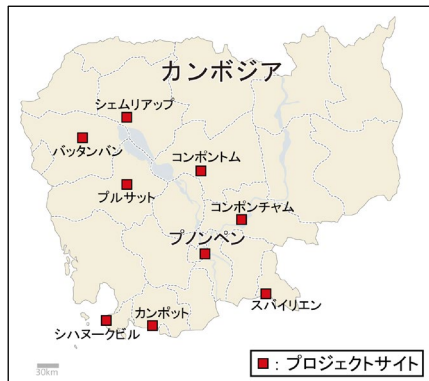 カンボジア
シェムリアップ
バッタンバン
コンポントム
プルサット
コンポンチャム
プノンペン
スバイリエン
カンポット
シハヌークビル
30km
■：プロジェクトサイト